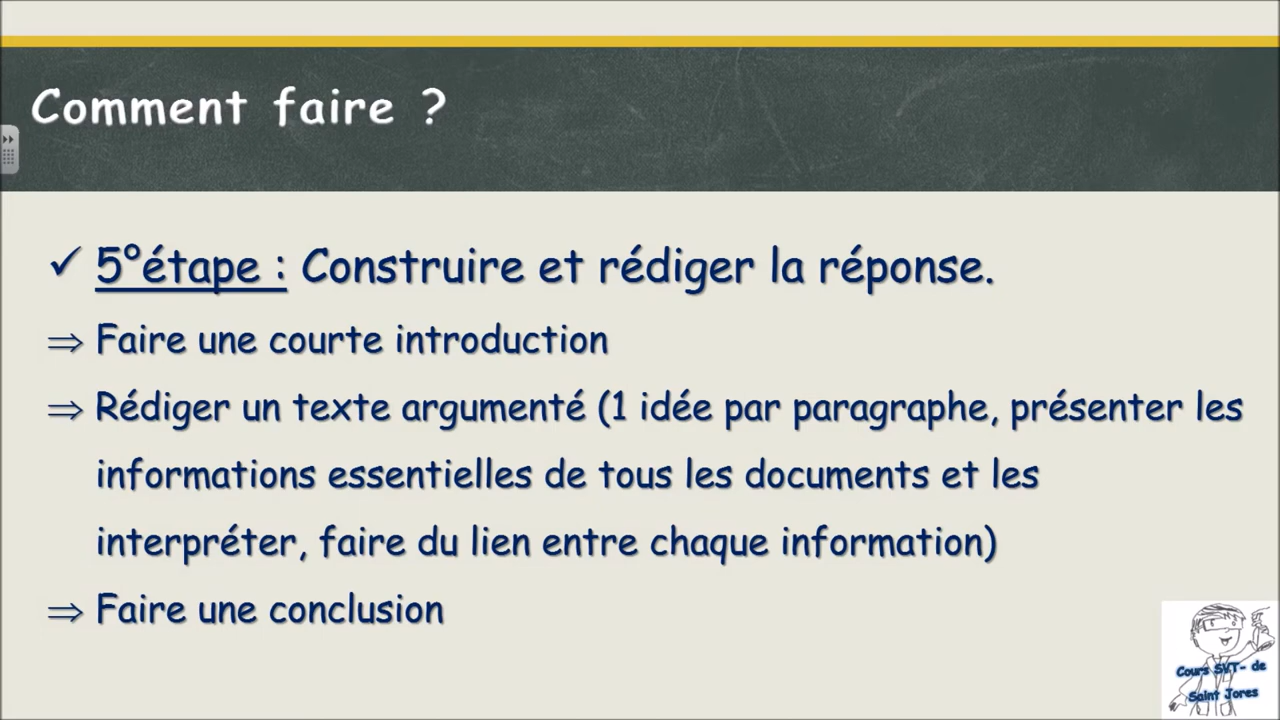 Comment faire ?
✓ 5°étape : Construire et rédiger la réponse.
⇒ Faire une courte introduction
⇒ Rédiger un texte argumenté (1 idée par paragraphe, présenter les
informations essentielles de tous les documents et les
interpréter, faire du lien entre chaque information)
⇒ Faire une conclusion
Cours SVT- de
Saint Jores